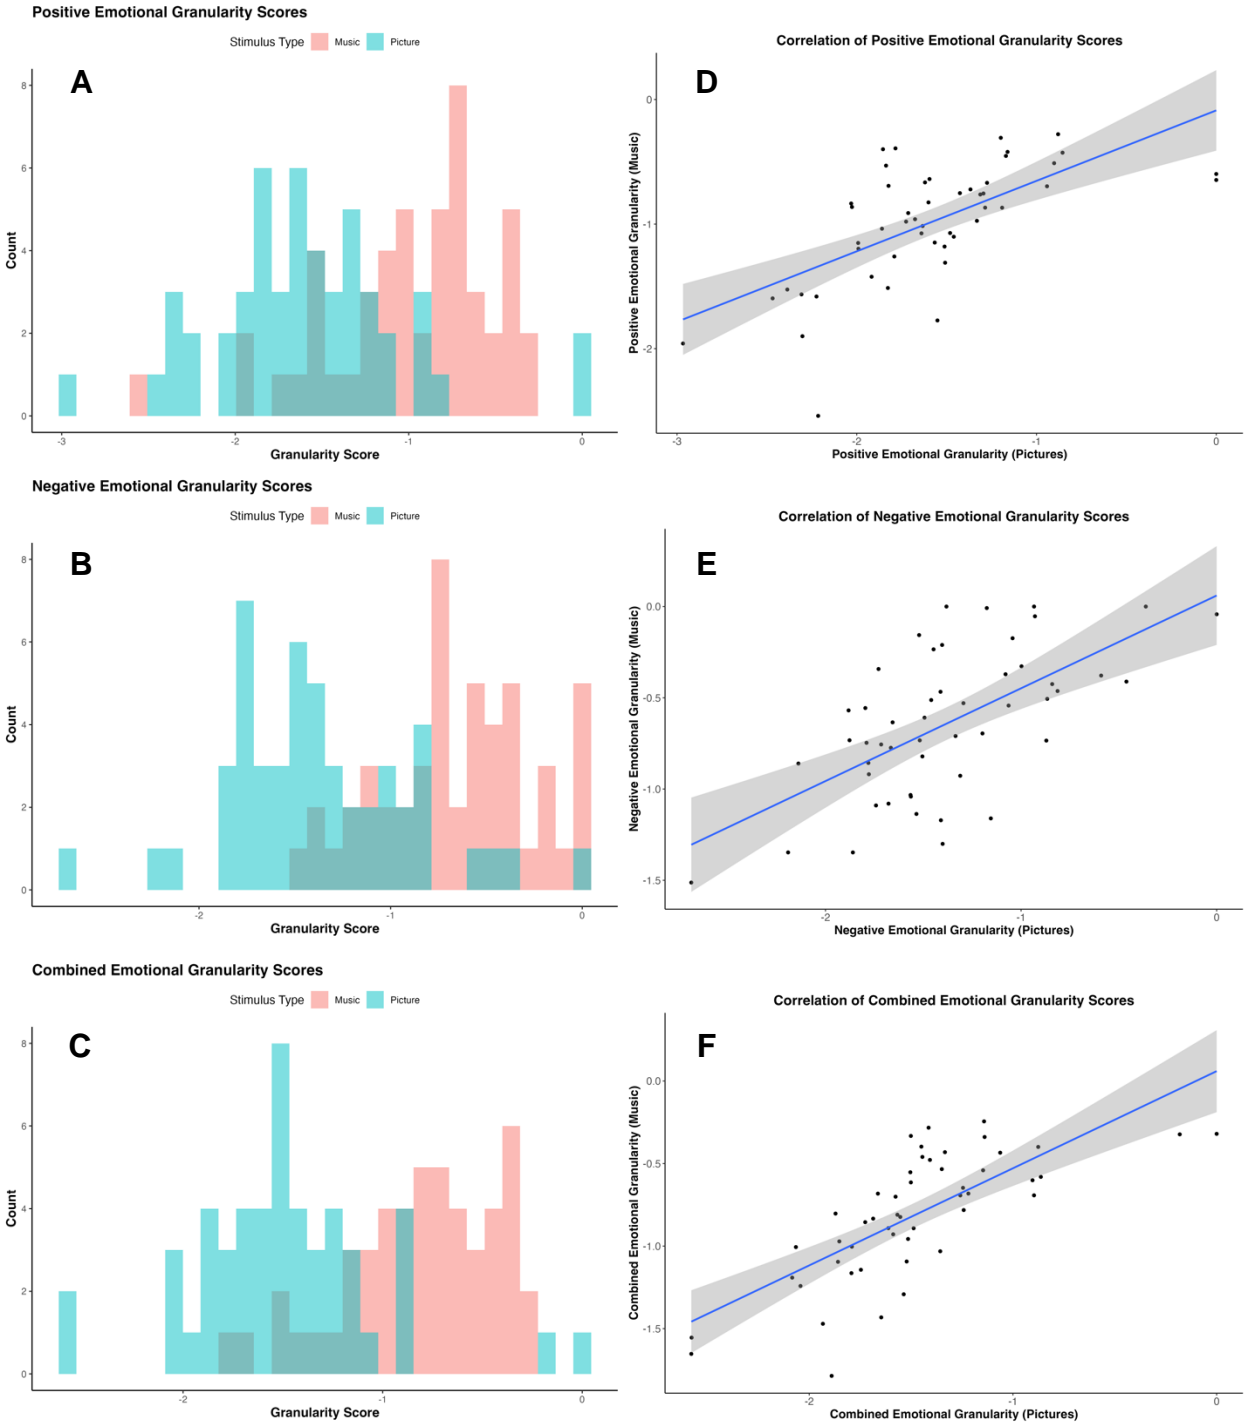 Positive Emotional Granularity Scores
Stimulus Type Music Picture
A
8
6
4
2
0
Count
-3 -2 -1 0
Granularity Score
Correlation of Positive Emotional Granularity Scores
D
0
-1
-2
Positive Emotional Granularity (Music)
-3 -2 -1 0
Positive Emotional Granularity (Pictures)
Negative Emotional Granularity Scores
Stimulus Type Music Picture
B
8
6
4
2
0
Count
-2 -1 0
Granularity Score
Correlation of Negative Emotional Granularity Scores
E
0.0
-0.5
-1.0
-1.5
Negative Emotional Granularity (Music)
-2 -1 0
Negative Emotional Granularity (Pictures)
Combined Emotional Granularity Scores
Stimulus Type Music Picture
C
8
6
4
2
0
Count
-2 -1 0
Granularity Score
Correlation of Combined Emotional Granularity Scores
F
0.0
-0.5
-1.0
-1.5
Combined Emotional Granularity (Music)
-2 -1 0
Combined Emotional Granularity (Pictures)